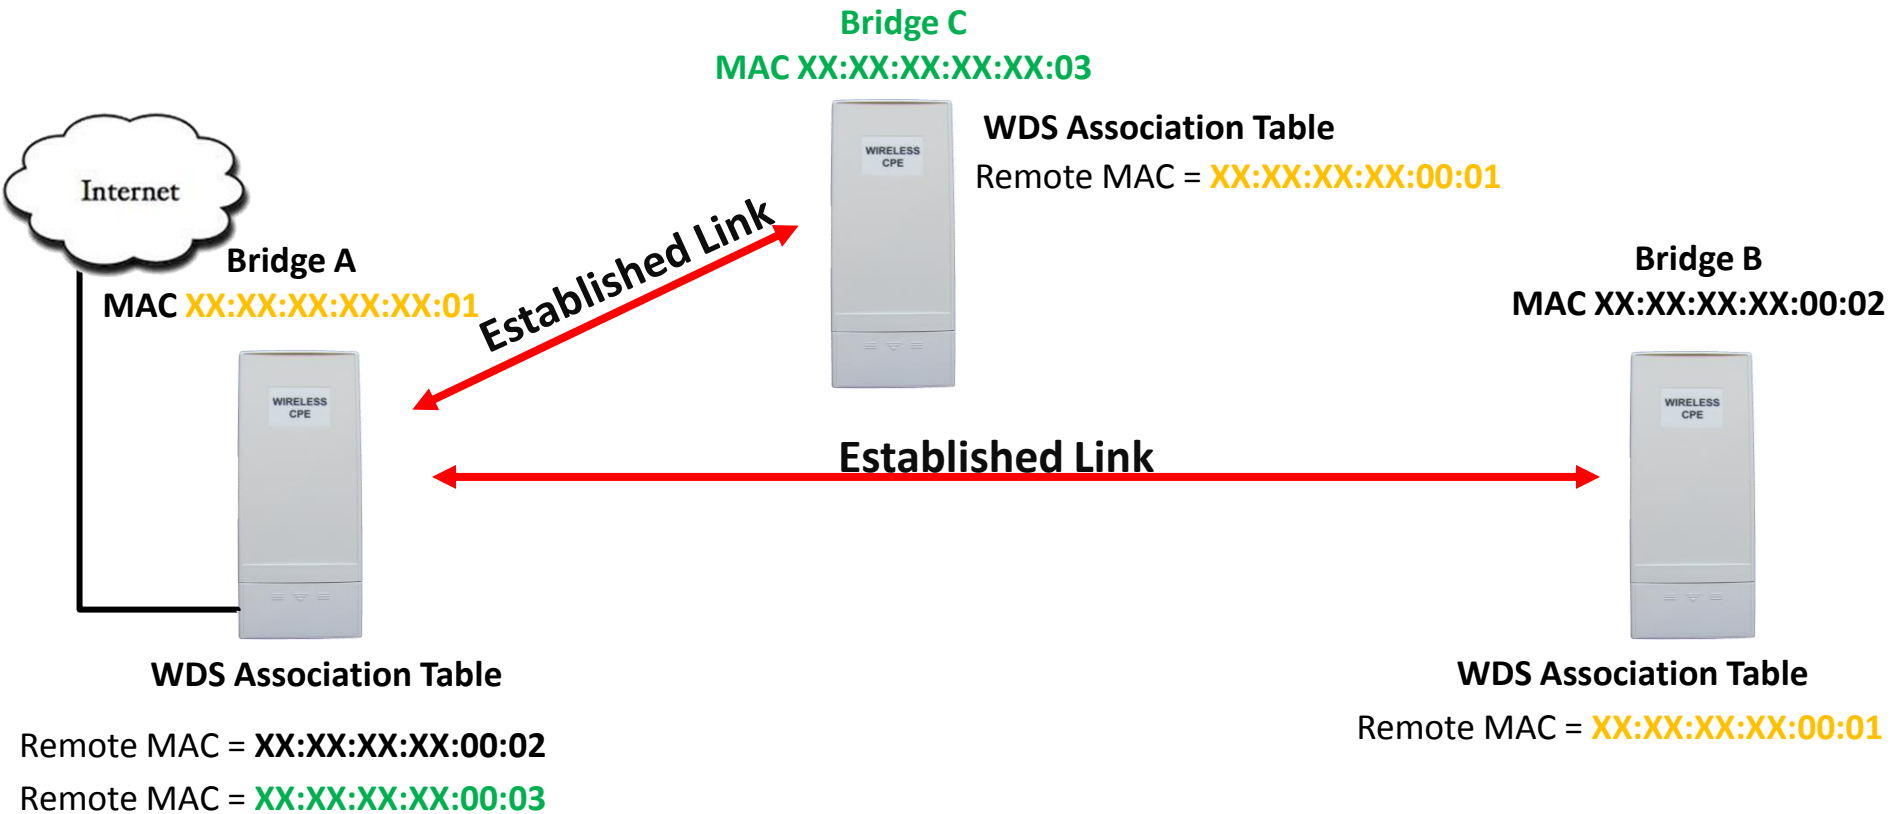 Bridge C
MAC XX:XX:XX:XX:XX:03
WIRELESS
CPE
WDS Association Table
Remote MAC = XX:XX:XX:XX:00:01
Internet
Established Link
Bridge A
MAC XX:XX:XX:XX:XX:01
WIRELESS
CPE
Bridge B
MAC XX:XX:XX:XX:00:02
WIRELESS
CPE
Established Link
WDS Association Table
Remote MAC = XX:XX:XX:XX:00:02
Remote MAC = XX:XX:XX:XX:00:03
WDS Association Table
Remote MAC = XX:XX:XX:XX:00:01